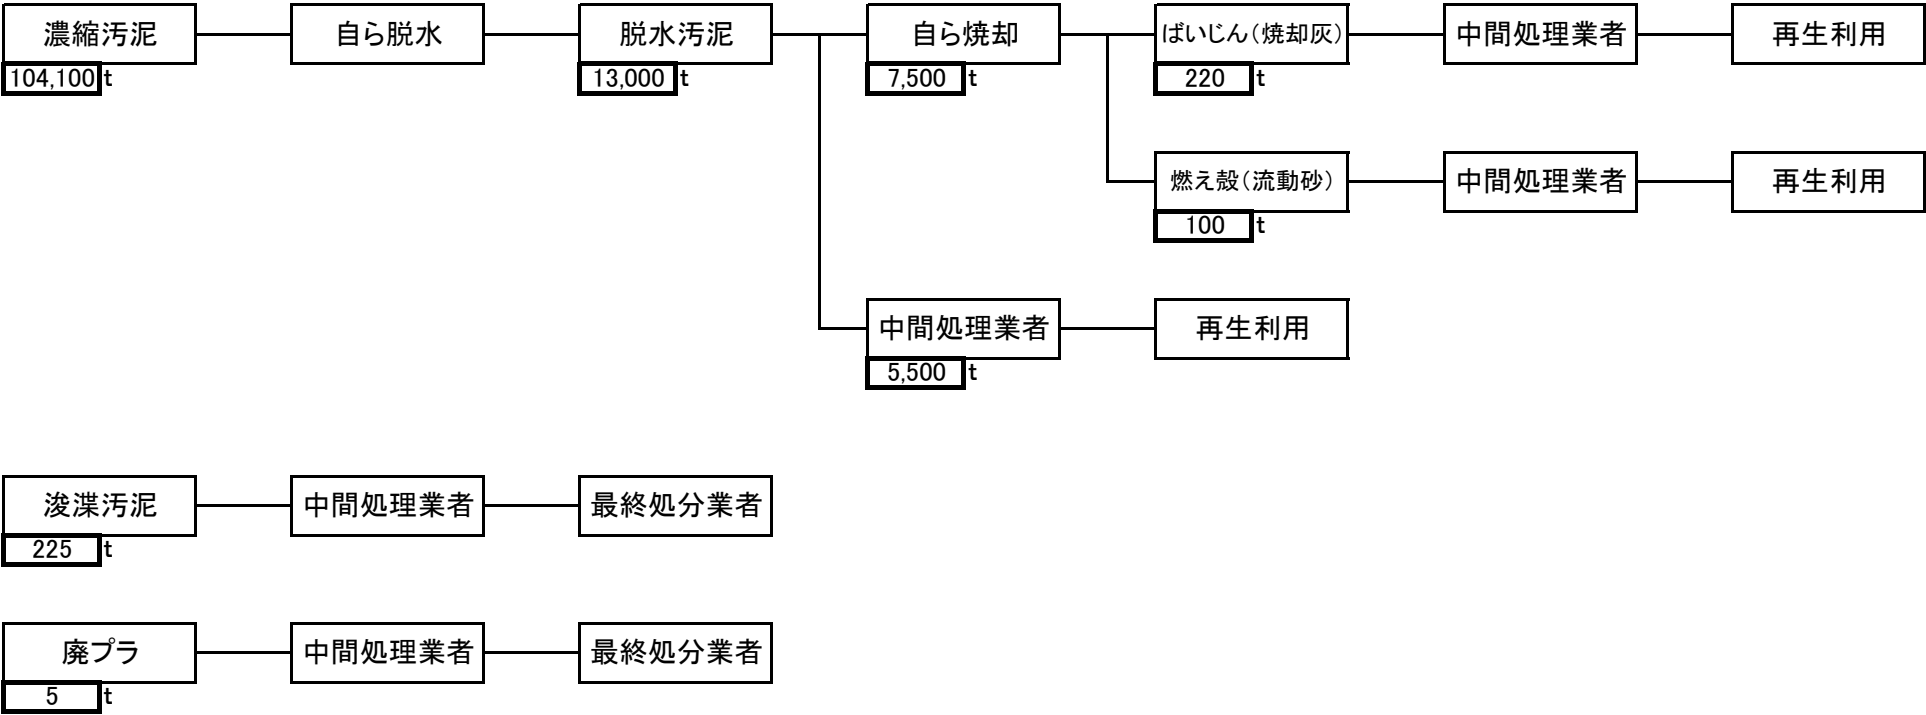 濃縮汚泥 自ら脱水 脱水汚泥 自ら焼却 ばいじん（焼却灰） 中間処理業者 再生利用
104,100 t 13,000 t 7,500 t 220 t
燃え殻（流動砂） 中間処理業者 再生利用
100 t
中間処理業者 再生利用
5,500 t
浚渫汚泥 中間処理業者 最終処分業者
225 t
廃プラ 中間処理業者 最終処分業者
5 t